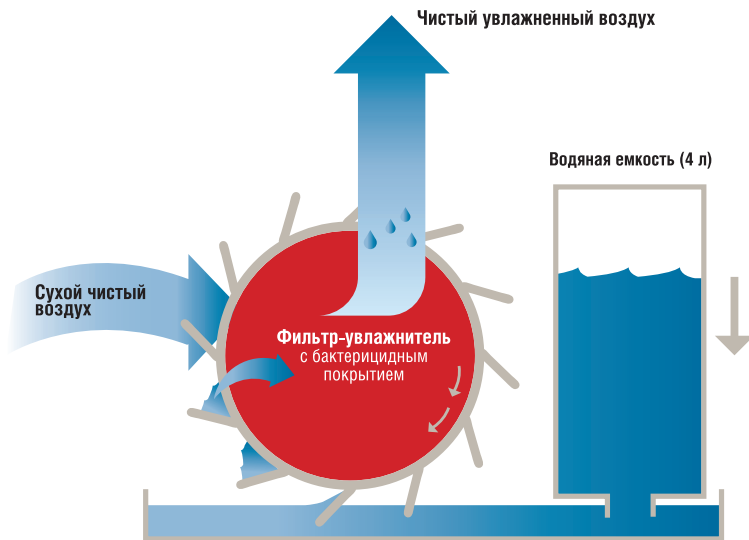 Чистый увлажненный воздух
Водяная емкость (4 л)
Сухой чистый
воздух
Фильтр-увлажнитель
с бактерицидным
покрытием